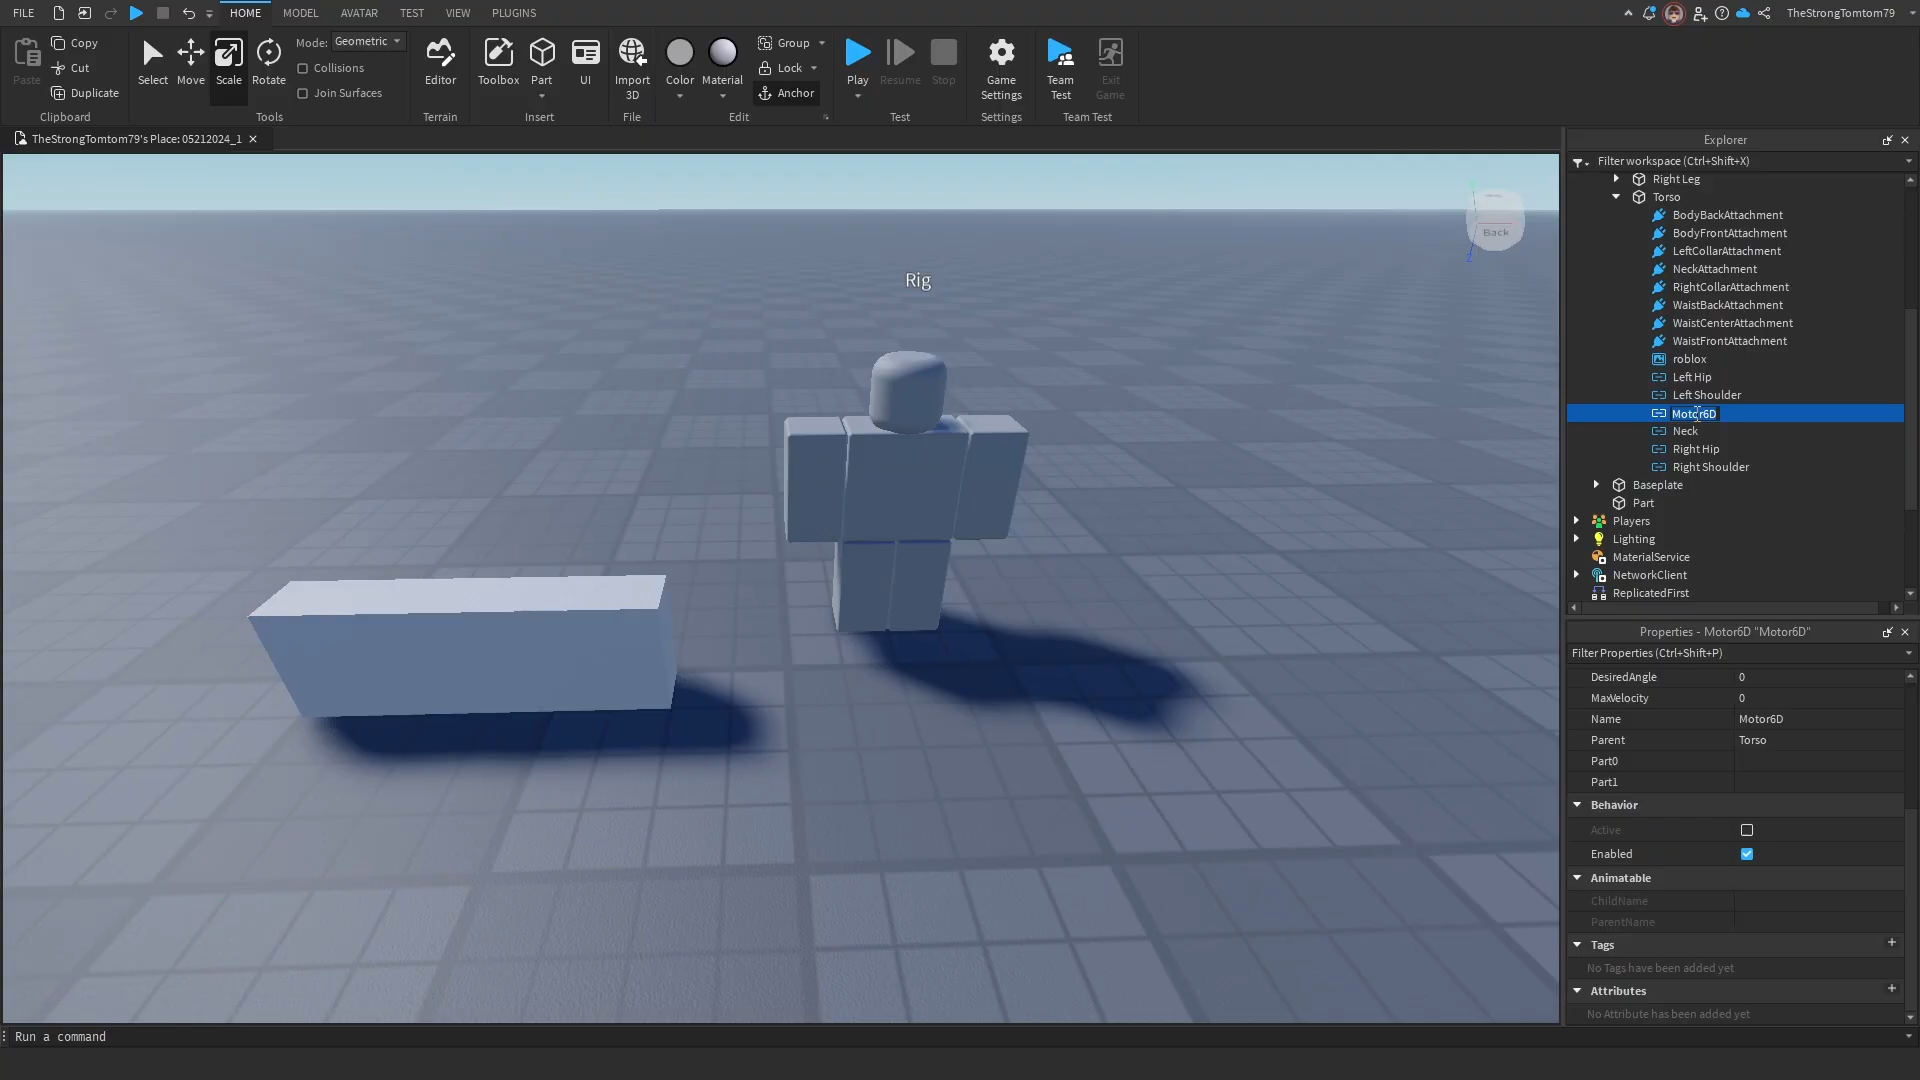 FILE HOME MODEL AVATAR TEST VIEW PLUGINS TheStrongTomtom79
Paste
Copy
Cut
Duplicate
Clipboard
Select Move Scale Rotate
Mode: Geometric
Collisions
Join Surfaces
Tools
Editor
Terrain
Toolbox Part UI
Insert
Import
3D
File
Color Material
Group
Lock
Anchor
Edit
Play Resume Stop
Test
Game
Settings
Settings
Team
Test
Exit
Game
Team Test
TheStrongTomtom79's Place: 05212024_1
Rig
Back
Z
Explorer
Filter workspace (Ctrl+Shift+X)
Right Leg
Torso
BodyBackAttachment
BodyFrontAttachment
LeftCollarAttachment
NeckAttachment
RightCollarAttachment
WaistBackAttachment
WaistCenterAttachment
WaistFrontAttachment
roblox
Left Hip
Left Shoulder
Motor6D
Neck
Right Hip
Right Shoulder
Baseplate
Part
Players
Lighting
MaterialService
NetworkClient
ReplicatedFirst
Properties - Motor6D "Motor6D"
Filter Properties (Ctrl+Shift+P)
DesiredAngle 0
MaxVelocity 0
Name Motor6D
Parent Torso
Part0
Part1
Behavior
Active
Enabled
Animatable
ChildName
ParentName
Tags
No Tags have been added yet
Attributes
No Attribute has been added yet
Run a command